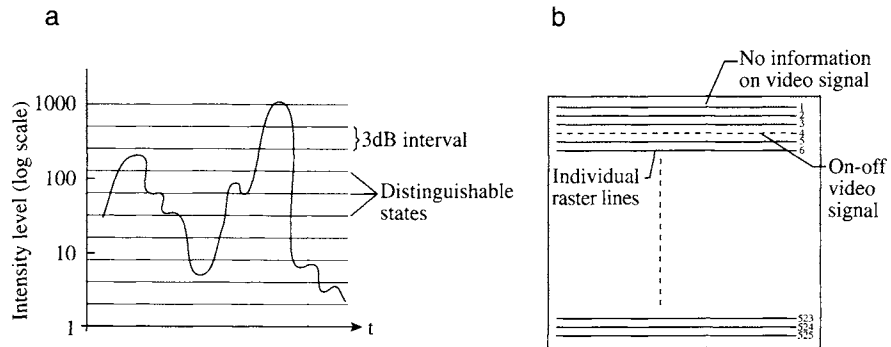 a
Intensity level (log scale)
1000
100
10
1
3dB interval
Distinguishable
states
t
b
No information
on video signal
1
2
3
4
5
6
Individual
raster lines
On-off
video
signal
523
524
525